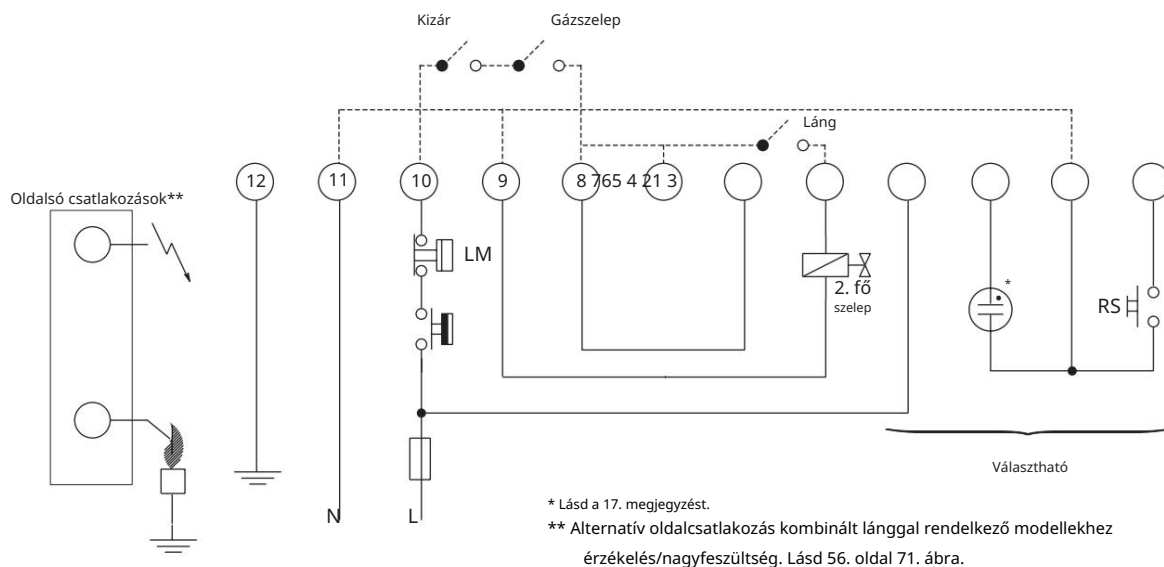 Kizár
Gázszelep
Láng
12
11
10
9
8 765 4 21 3
Oldalsó csatlakozások**
LM
2. fő
szelep
*
RS
Választható
N
L
* Lásd a 17. megjegyzést.
** Alternatív oldalcsatlakozás kombinált lánggal rendelkező modellekhez
érzékelés/nagyfeszültség. Lásd 56. oldal 71. ábra.